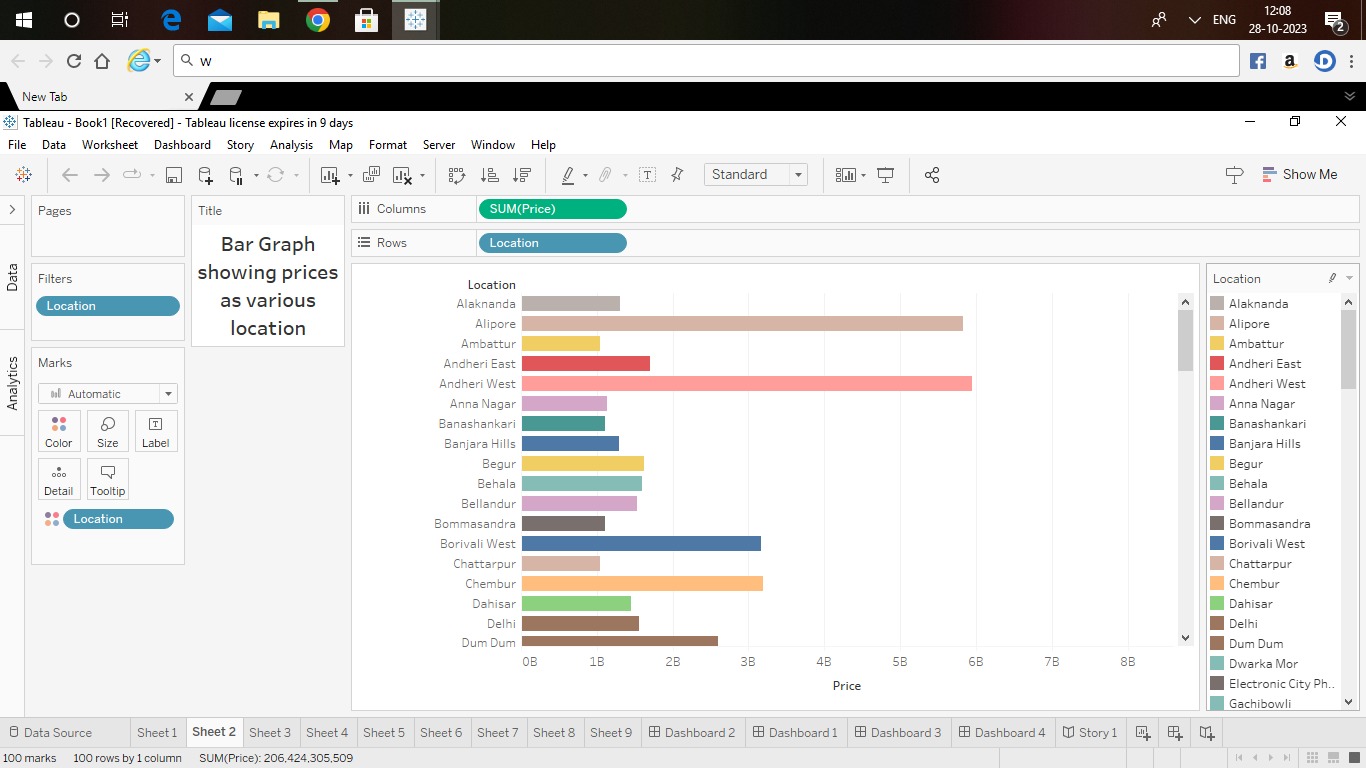 ENG
12:08
28-10-2023
2
w
New Tab
Tableau - Book1 [Recovered] - Tableau license expires in 9 days
File Data Worksheet Dashboard Story Analysis Map Format Server Window Help
Standard
Show Me
Data
Analytics
Pages
Filters
Location
Marks
Automatic
Color Size Label
Detail Tooltip
Location
Title
Bar Graph
showing prices
as various
location
Columns SUM(Price)
Rows Location
Location
Alaknanda
Alipore
Ambattur
Andheri East
Andheri West
Anna Nagar
Banashankari
Banjara Hills
Begur
Behala
Bellandur
Bommasandra
Borivali West
Chattarpur
Chembur
Dahisar
Delhi
Dum Dum
0B 1B 2B 3B 4B 5B 6B 7B 8B
Price
Location
Alaknanda
Alipore
Ambattur
Andheri East
Andheri West
Anna Nagar
Banashankari
Banjara Hills
Begur
Behala
Bellandur
Bommasandra
Borivali West
Chattarpur
Chembur
Dahisar
Delhi
Dum Dum
Dwarka Mor
Electronic City Ph..
Gachibowli
Data Source Sheet 1 Sheet 2 Sheet 3 Sheet 4 Sheet 5 Sheet 6 Sheet 7 Sheet 8 Sheet 9 Dashboard 2 Dashboard 1 Dashboard 3 Dashboard 4 Story 1
100 marks 100 rows by 1 column SUM(Price): 206,424,305,509